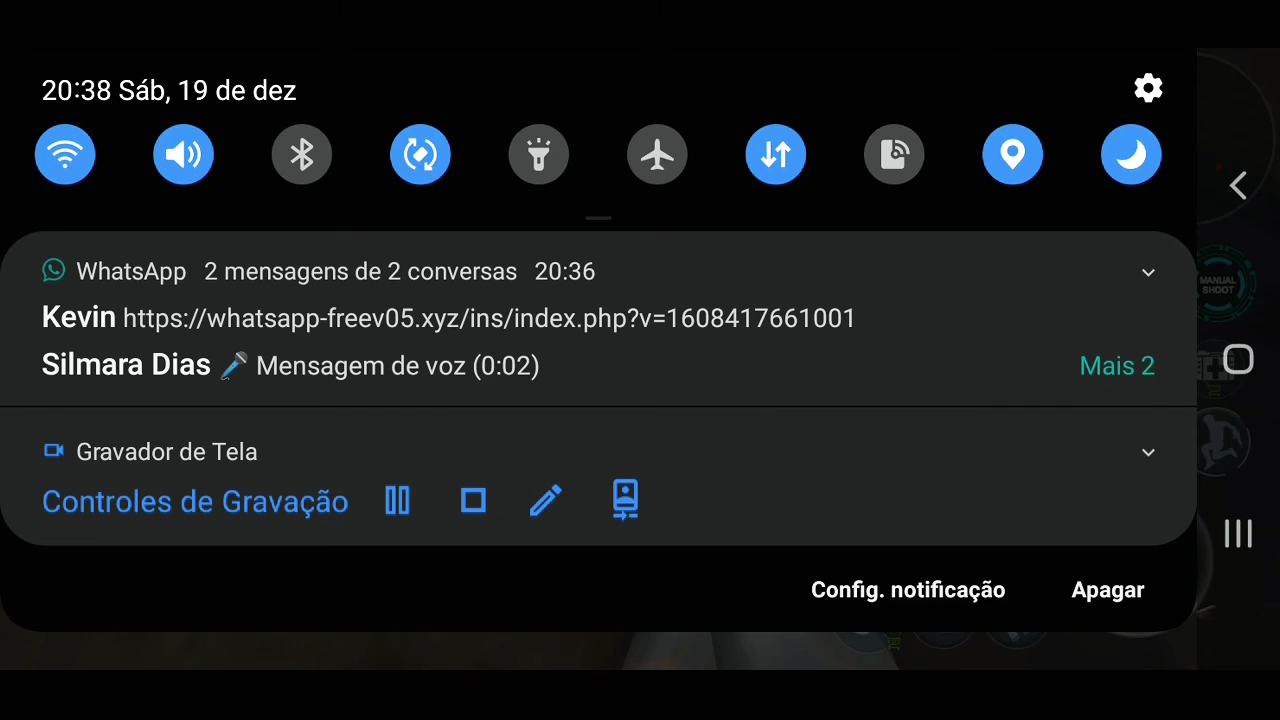 20:38 Sáb, 19 de dez
WhatsApp 2 mensagens de 2 conversas 20:36
Kevin https://whatsapp-freev05.xyz/ins/index.php?v=1608417661001
Silmara Dias 🎤 Mensagem de voz (0:02) Mais 2
Gravador de Tela
Controles de Gravação
Config. notificação Apagar
MANUAL
SHOOT